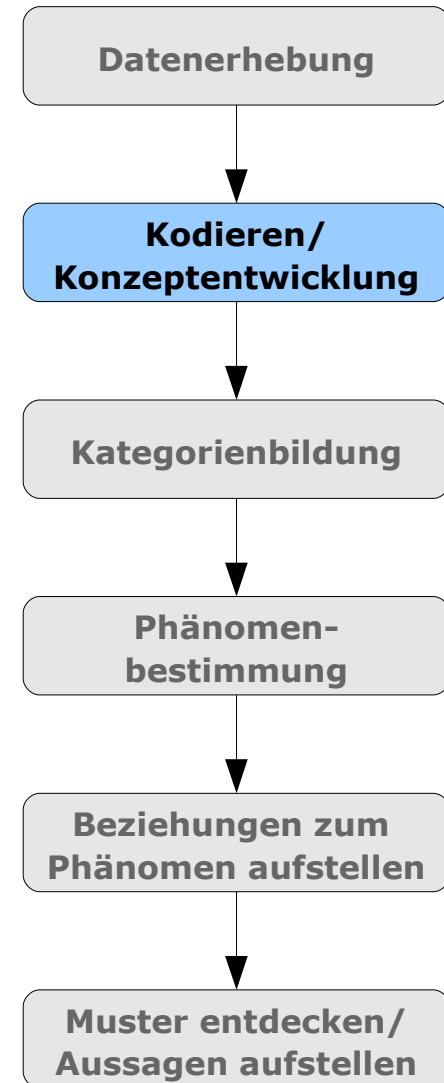 Datenerhebung
Kodieren/
Konzeptentwicklung
Kategorienbildung
Phänomen-
bestimmung
Beziehungen zum
Phänomen aufstellen
Muster entdecken/
Aussagen aufstellen